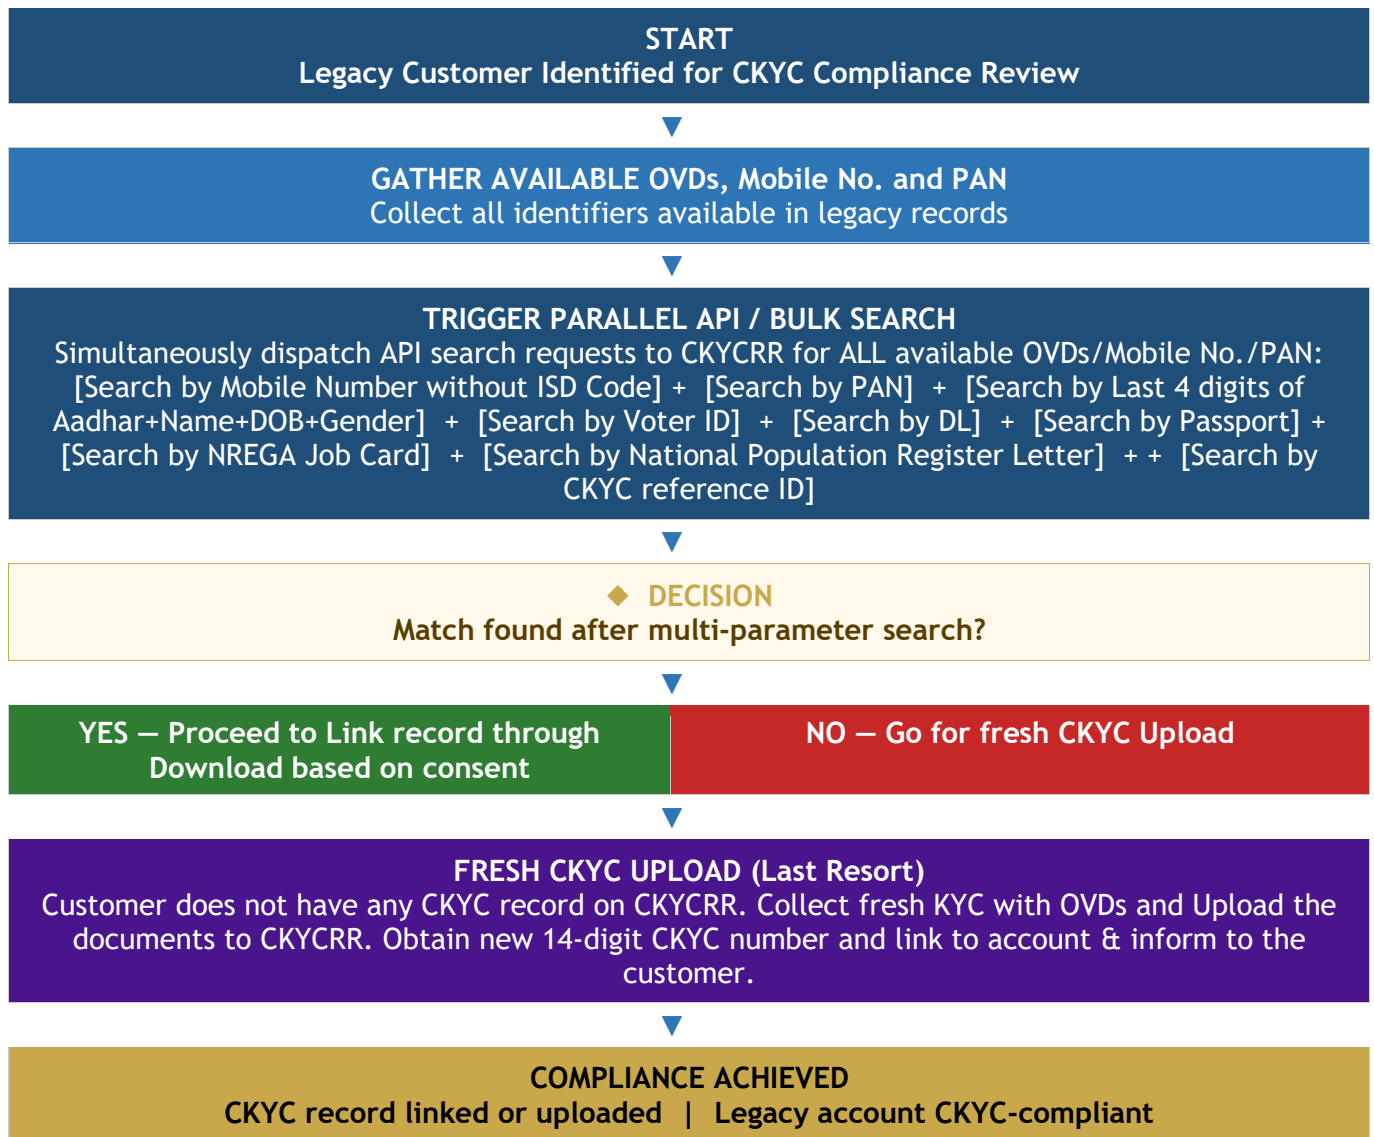 START
Legacy Customer Identified for CKYC Compliance Review
GATHER AVAILABLE OVDs, Mobile No. and PAN
Collect all identifiers available in legacy records
TRIGGER PARALLEL API / BULK SEARCH
Simultaneously dispatch API search requests to CKYCRR for ALL available OVDs/Mobile No./PAN:
[Search by Mobile Number without ISD Code] + [Search by PAN] + [Search by Last 4 digits of
Aadhar+Name+DOB+Gender] + [Search by Voter ID] + [Search by DL] + [Search by Passport] +
[Search by NREGA Job Card] + [Search by National Population Register Letter] + + [Search by
CKYC reference ID]
◆ DECISION
Match found after multi-parameter search?
YES — Proceed to Link record through
Download based on consent
NO — Go for fresh CKYC Upload
FRESH CKYC UPLOAD (Last Resort)
Customer does not have any CKYC record on CKYCRR. Collect fresh KYC with OVDs and Upload the
documents to CKYCRR. Obtain new 14-digit CKYC number and link to account & inform to the
customer.
COMPLIANCE ACHIEVED
CKYC record linked or uploaded | Legacy account CKYC-compliant